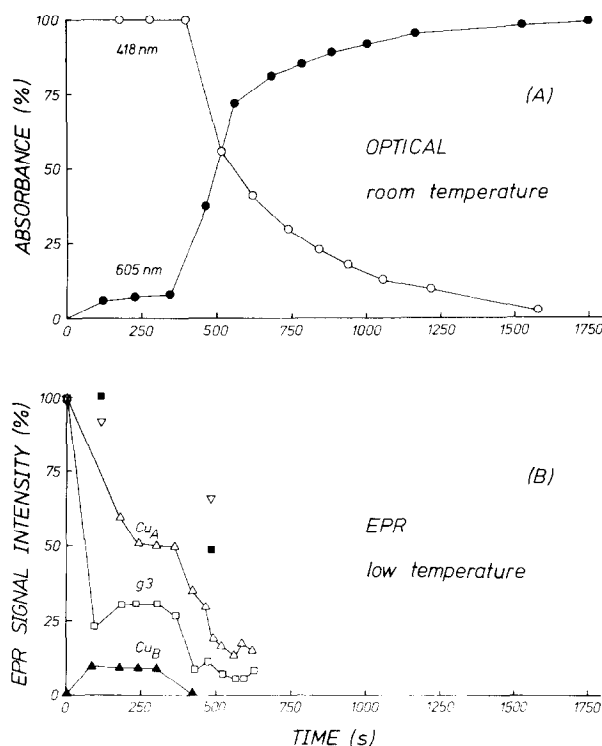 100
418 nm
75
(A)
ABSORBANCE (%)
OPTICAL
50
room temperature
25
605 nm
0
0 250 500 750 1000 1250 1500 1750
100
75
(B)
EPR SIGNAL INTENSITY (%)
CuA
EPR
50
low temperature
g3
25
CuB
0
0 250 500 750 1000 1250 1500 1750
TIME (s)